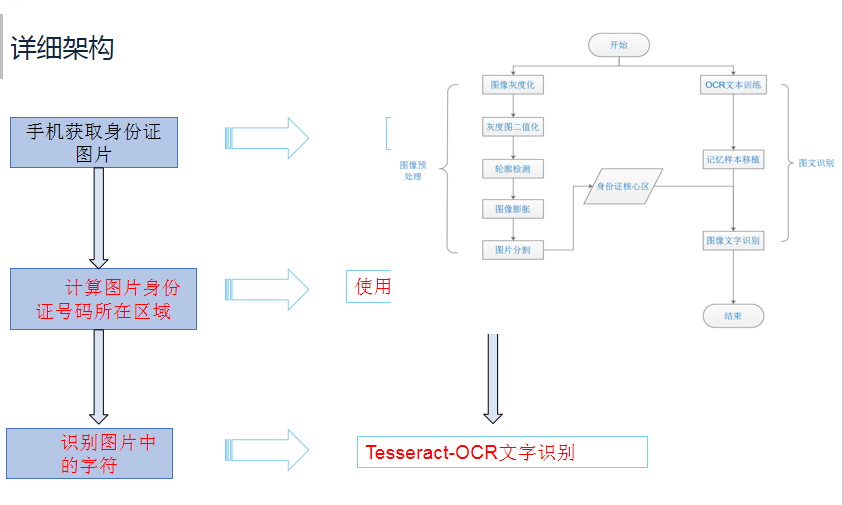 详细架构
手机获取身份证
图片
计算图片身份
证号码所在区域
识别图片中
的字符
使用
Tesseract-OCR文字识别
开始
图像灰度化
灰度图二值化
轮廓检测
图像膨胀
图片分割
图像预
处理
身份证核心区
OCR文本训练
记忆样本移植
图像文字识别
图文识别
结束